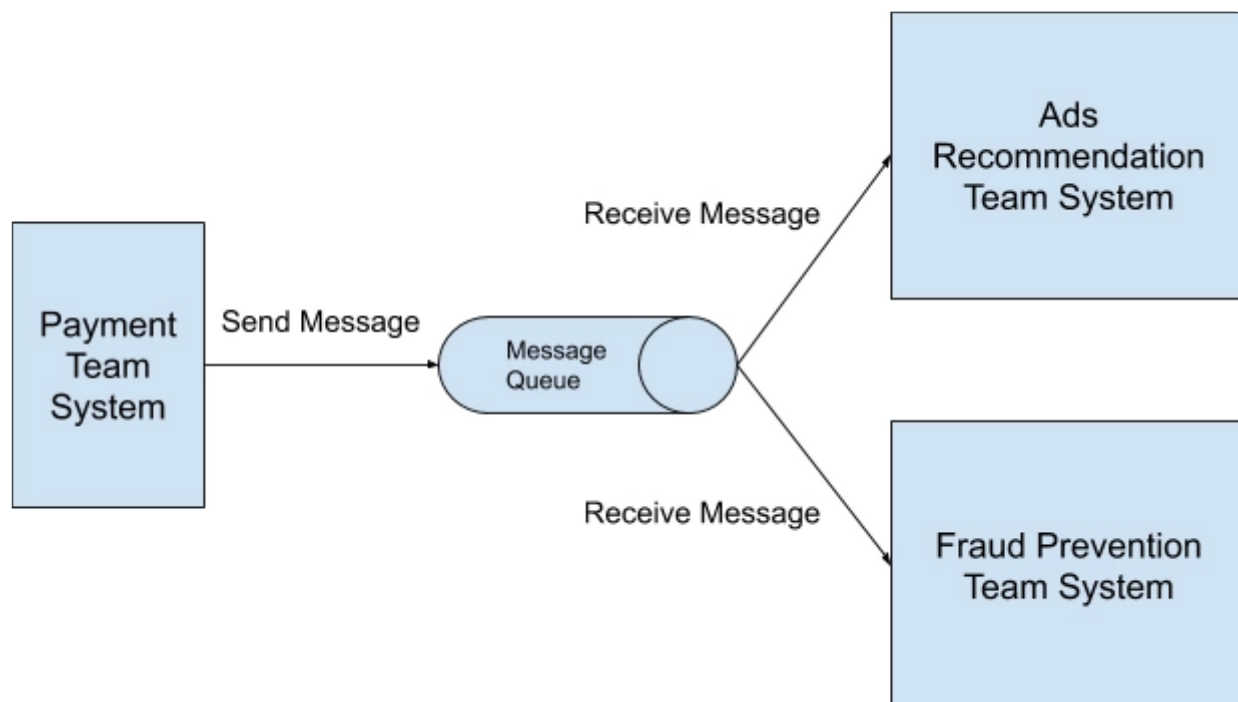 Payment
Team
System
Send Message
Message
Queue
Receive Message
Receive Message
Ads
Recommendation
Team System
Fraud Prevention
Team System